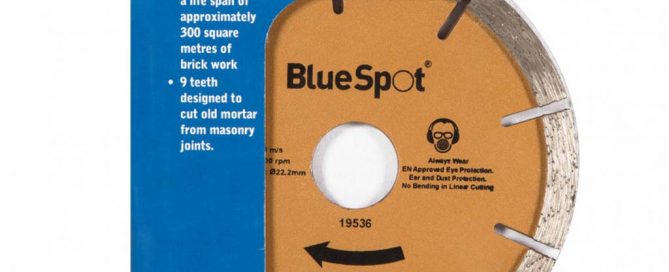 a life span of
approximately
300 square
metres of
brick work
• 9 teeth
designed to
cut old mortar
from masonry
joints.
BlueSpot®
m/s
rpm
Ø22,2mm
Always Wear
EN Approved Eye Protection.
Ear and Dust Protection.
No Bending in Linear Cutting
19536